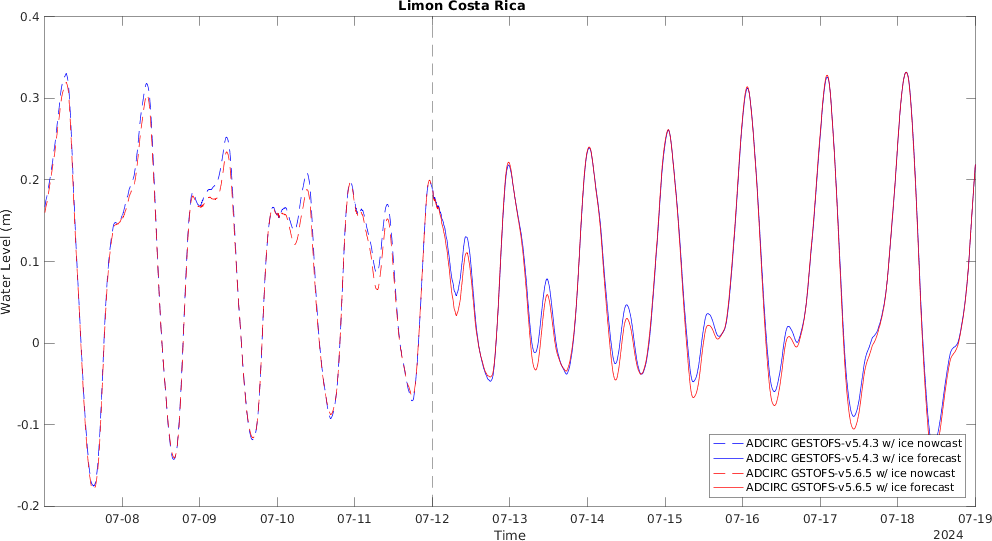 Limon Costa Rica
0.4
0.3
0.2
0.1
0
-0.1
-0.2
Water Level (m)
07-08 07-09 07-10 07-11 07-12 07-13 07-14 07-15 07-16 07-17 07-18 07-19
Time
2024
ADCIRC GESTOFS-v5.4.3 w/ ice nowcast
ADCIRC GESTOFS-v5.4.3 w/ ice forecast
ADCIRC GSTOFS-v5.6.5 w/ ice nowcast
ADCIRC GSTOFS-v5.6.5 w/ ice forecast